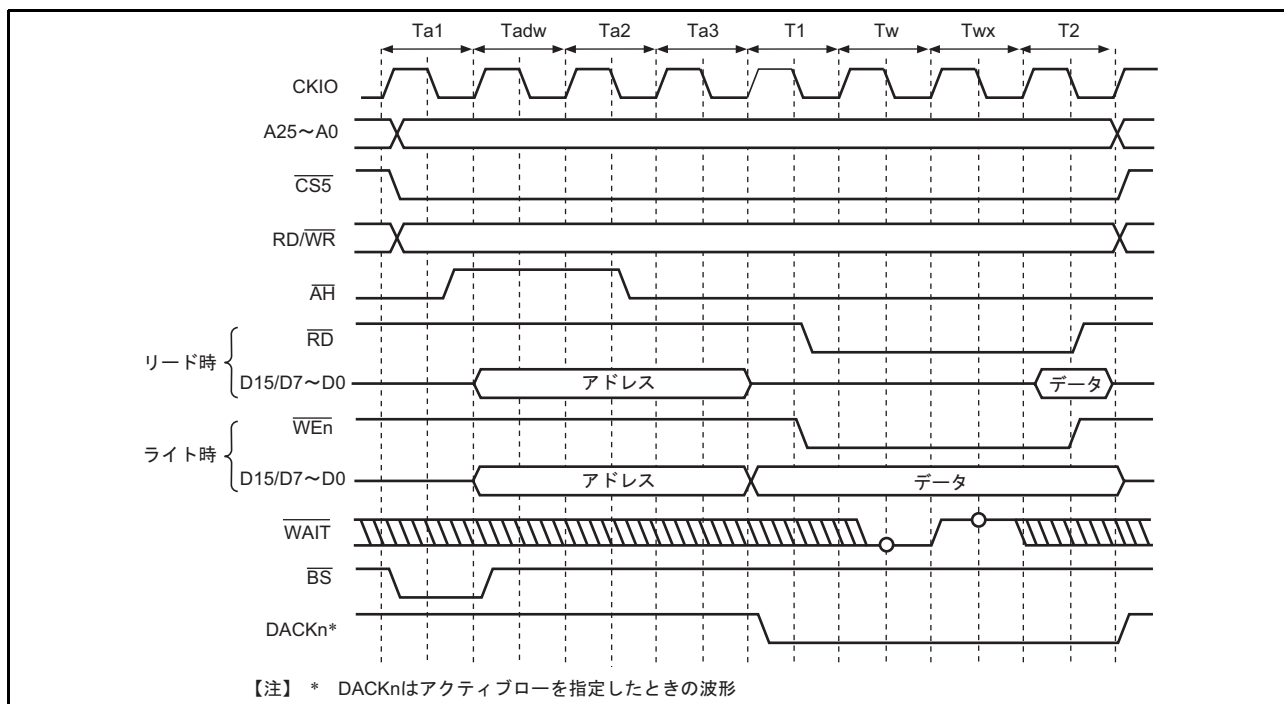 Ta1 Tadw Ta2 Ta3 T1 Tw Twx T2
CKIO
A25～A0
CS5
RD/WR
AH
RD
リード時
D15/D7～D0 アドレス データ
WEn
ライト時
D15/D7～D0 アドレス データ
WAIT
BS
DACKn*
【注】 * DACKnはアクティブローを指定したときの波形